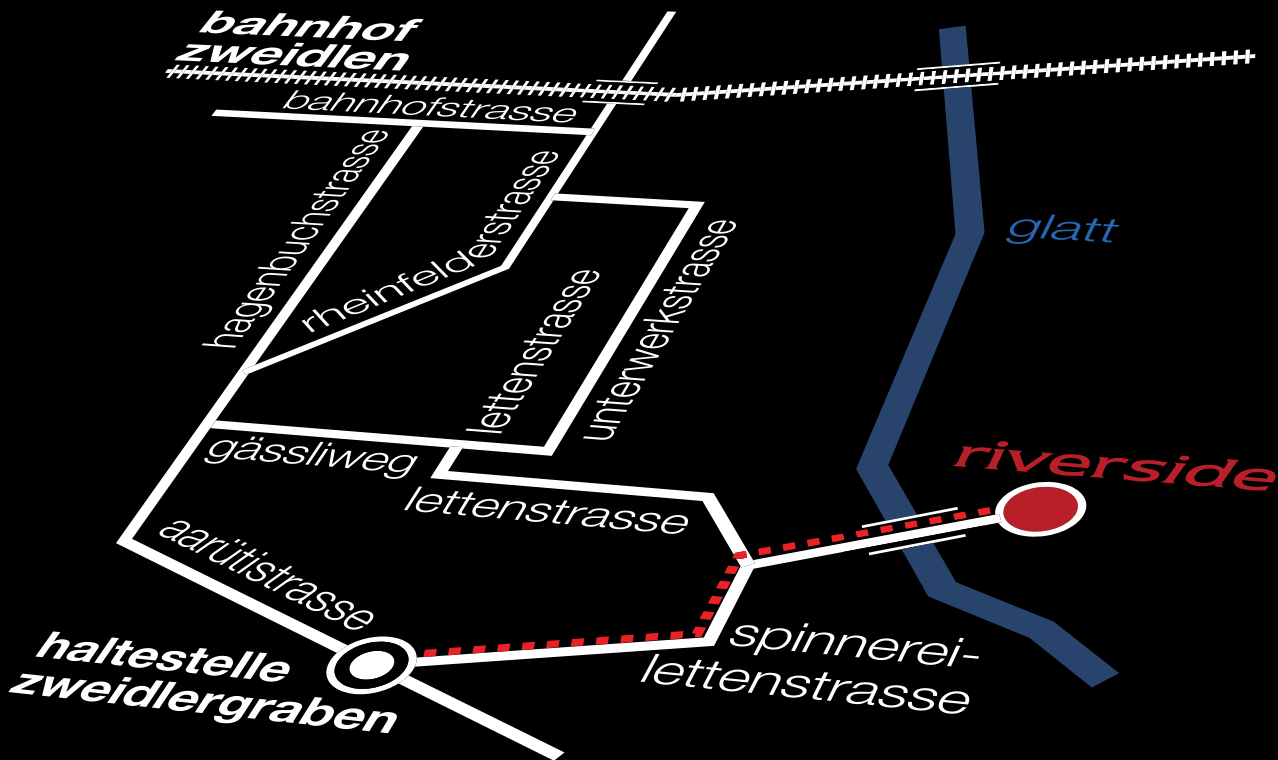 bahnhof
zweidlen
bahnhofstrasse
hagenbuchstrasse
rheinfelderstrasse
glatt
lettenstrasse
unterwerkstrasse
gässliweg
riverside
lettenstrasse
aarütistrasse
haltestelle
zweidlergraben
spinnerei-
lettenstrasse